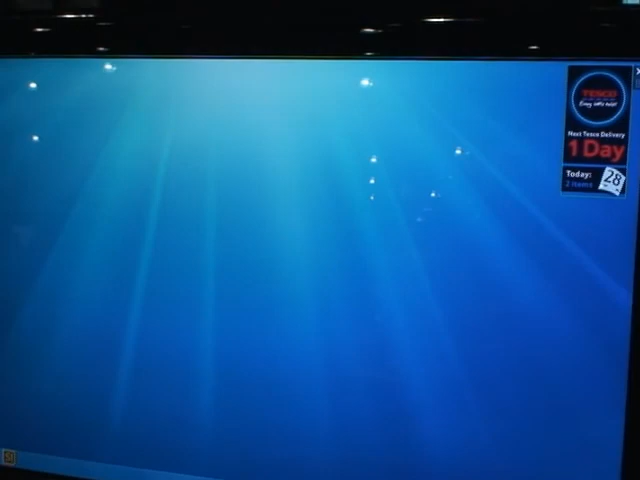 TESCO
Every little helps
Next Tesco Delivery
1 Day
Today:
2 items
28